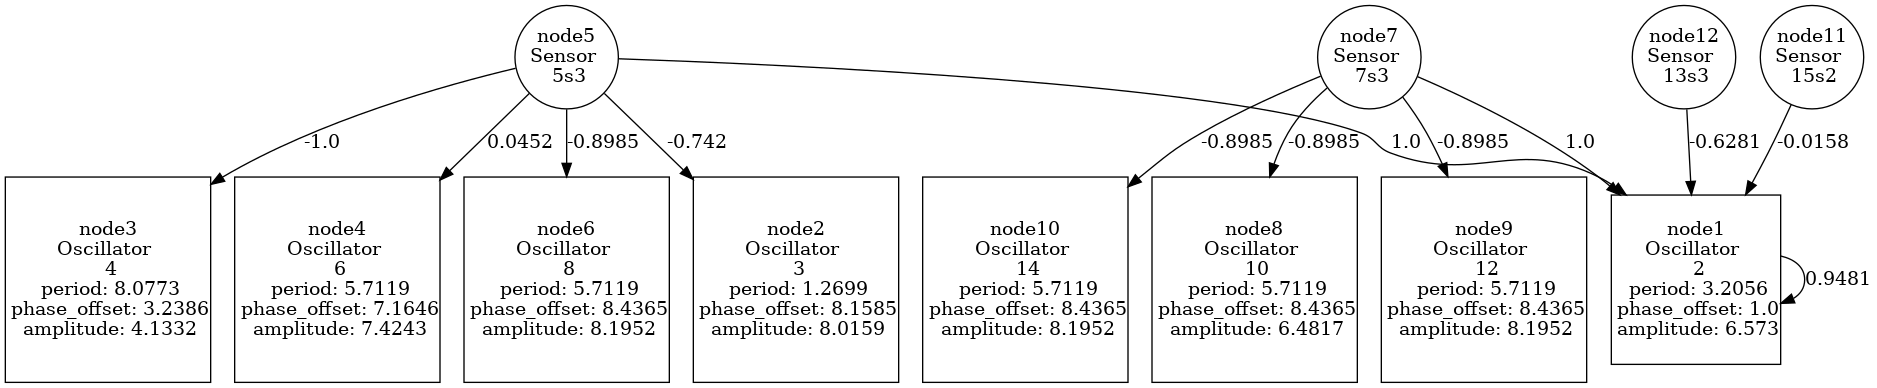 node5
Sensor
5s3
node7
Sensor
7s3
node12
Sensor
13s3
node11
Sensor
15s2
-1.0
0.0452
-0.8985
-0.742
-0.8985
-0.8985
-0.8985
1.0
1.0
-0.6281
-0.0158
node3
Oscillator
4
period: 8.0773
phase_offset: 3.2386
amplitude: 4.1332
node4
Oscillator
6
period: 5.7119
phase_offset: 7.1646
amplitude: 7.4243
node6
Oscillator
8
period: 5.7119
phase_offset: 8.4365
amplitude: 8.1952
node2
Oscillator
3
period: 1.2699
phase_offset: 8.1585
amplitude: 8.0159
node10
Oscillator
14
period: 5.7119
phase_offset: 8.4365
amplitude: 8.1952
node8
Oscillator
10
period: 5.7119
phase_offset: 8.4365
amplitude: 6.4817
node9
Oscillator
12
period: 5.7119
phase_offset: 8.4365
amplitude: 8.1952
node1
Oscillator
2
period: 3.2056
phase_offset: 1.0
amplitude: 6.573
0.9481